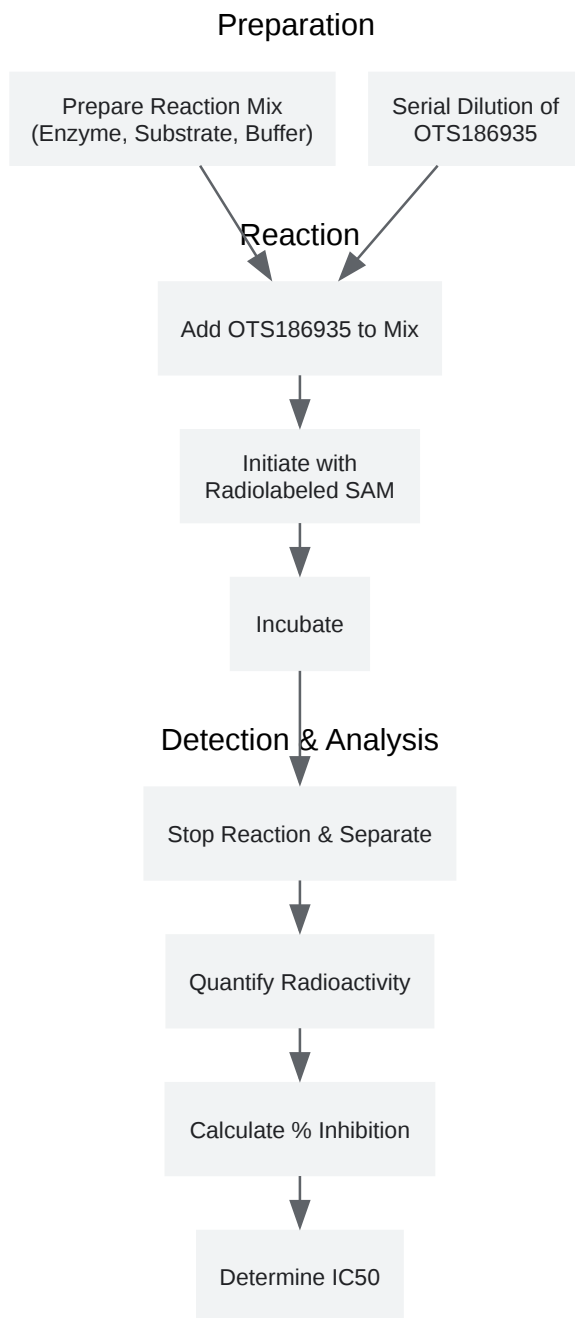 Preparation
Prepare Reaction Mix
(Enzyme, Substrate, Buffer)
Serial Dilution of
OTS186935
Reaction
Add OTS186935 to Mix
Initiate with
Radiolabeled SAM
Incubate
Detection & Analysis
Stop Reaction & Separate
Quantify Radioactivity
Calculate % Inhibition
Determine IC50